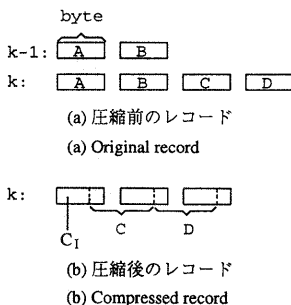 byte
k-1: A B
k: A B C D
(a) 圧縮前のレコード
(a) Original record
k:
C D
C_I
(b) 圧縮後のレコード
(b) Compressed record